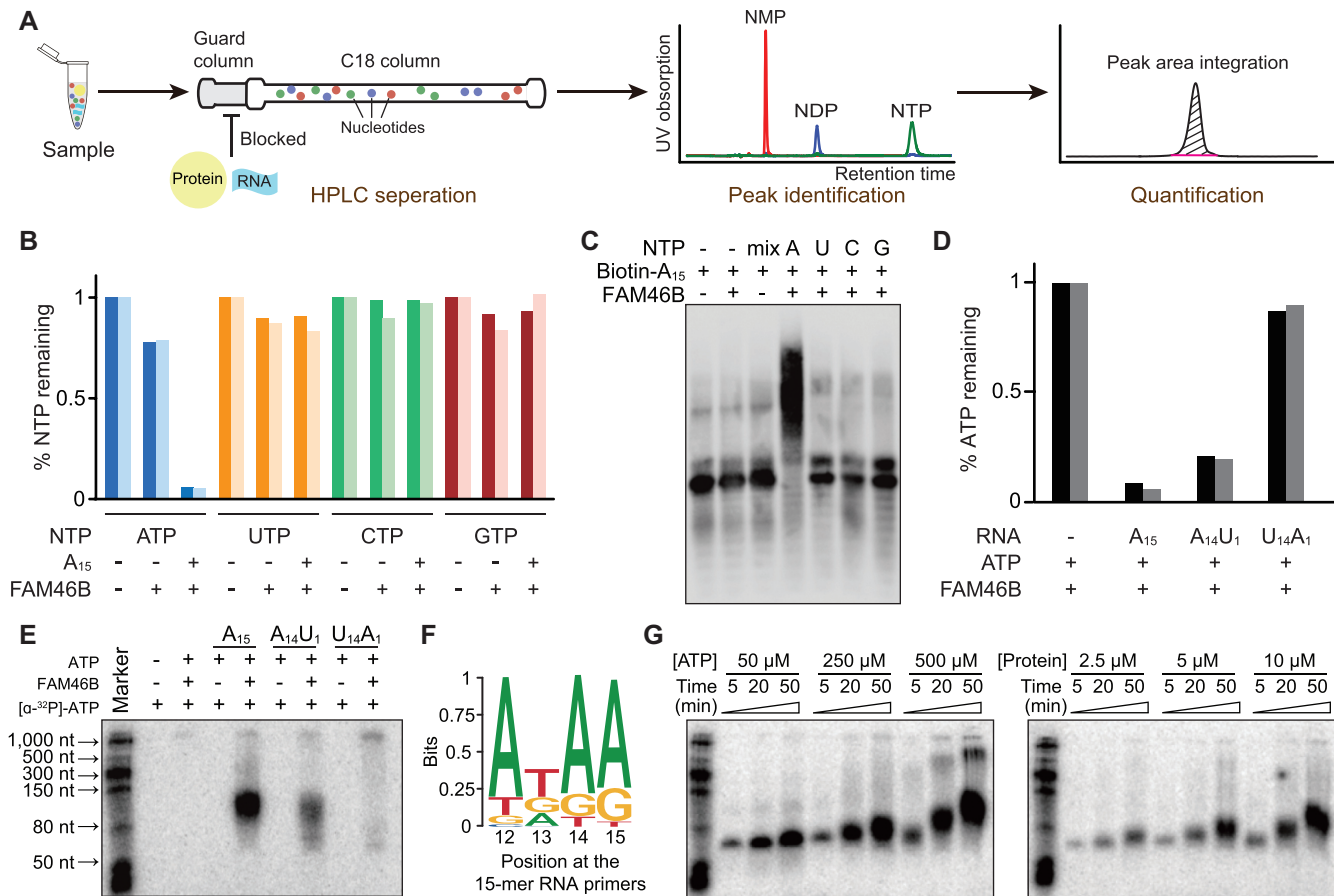 A
Guard column
C18 column
Nucleotides
Sample
Blocked
Protein
RNA
HPLC seperation
UV obsorption
NMP
NDP
NTP
Retention time
Peak identification
Peak area integration
Quantification
B
% NTP remaining
1
0.5
0
NTP ATP UTP CTP GTP
A₁₅ - - + - - + - - + - - +
FAM46B - + + - + + - + + - + +
C
NTP - - mix A U C G
Biotin-A₁₅ + + + + + + +
FAM46B - + - + + + +
D
% ATP remaining
1
0.5
0
RNA - A₁₅ A₁₄U₁ U₁₄A₁
ATP + + + +
FAM46B + + + +
E
Marker
A₁₅ A₁₄U₁ U₁₄A₁
ATP - + + + + + + +
FAM46B - + - + - + - +
[α-³²P]-ATP + + + + + + + +
1,000 nt
500 nt
300 nt
150 nt
80 nt
50 nt
F
Bits
1
0.75
0.5
0.25
0
A T G
T G A
A G T
A G T
12 13 14 15
Position at the
15-mer RNA primers
G
[ATP] 50 µM 250 µM 500 µM
Time 5 20 50 5 20 50 5 20 50
(min)
[Protein] 2.5 µM 5 µM 10 µM
Time 5 20 50 5 20 50 5 20 50
(min)